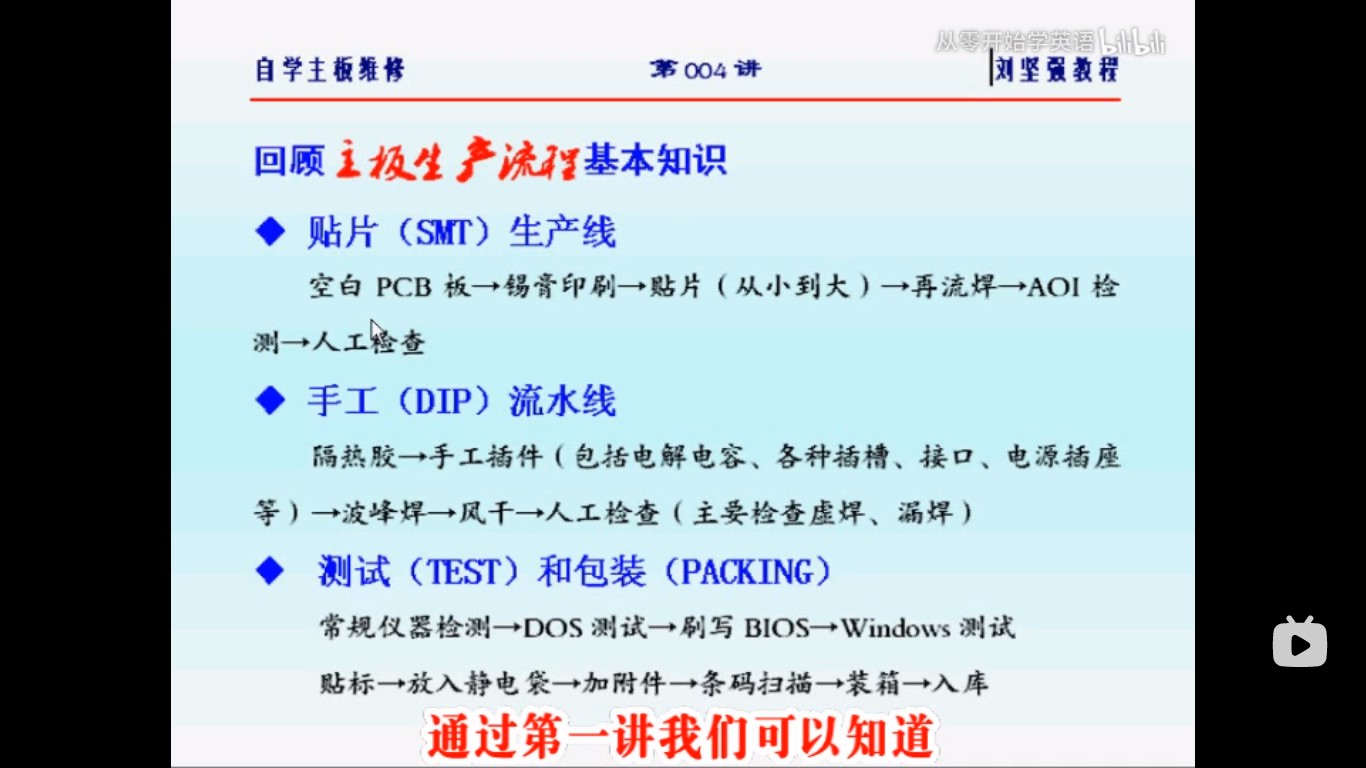 从零开始学英语 bilibili
自学主板维修 第004讲 刘坚强教程
回顾主板生产流程基本知识
◆ 贴片（SMT）生产线
空白 PCB 板→锡膏印刷→贴片（从小到大）→再流焊→AOI 检
测→人工检查
◆ 手工（DIP）流水线
隔热胶→手工插件（包括电解电容、各种插槽、接口、电源插座
等）→波峰焊→风干→人工检查（主要检查虚焊、漏焊）
◆ 测试（TEST）和包装（PACKING）
常规仪器检测→DOS 测试→刷写 BIOS→Windows 测试
贴标→放入静电袋→加附件→条码扫描→装箱→入库
通过第一讲我们可以知道